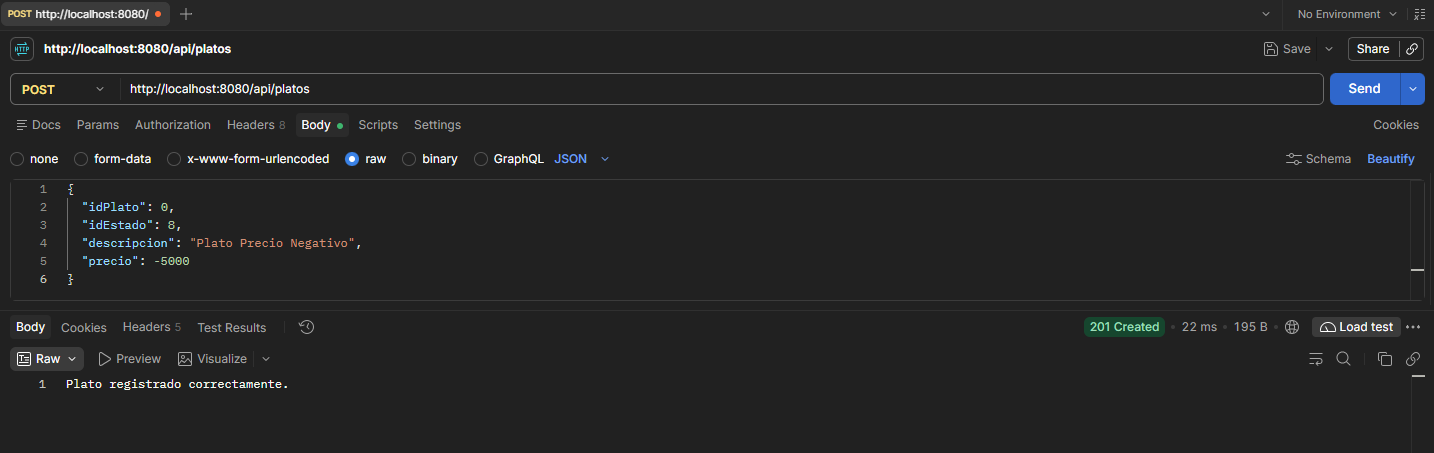 POST http://localhost:8080/
No Environment
HTTP http://localhost:8080/api/platos
Save
Share
POST
http://localhost:8080/api/platos
Send
Docs Params Authorization Headers 8 Body Scripts Settings
Cookies
none form-data x-www-form-urlencoded raw binary GraphQL JSON
Schema Beautify
1 {
2 "idPlato": 0,
3 "idEstado": 8,
4 "descripcion": "Plato Precio Negativo",
5 "precio": -5000
6 }
Body Cookies Headers 5 Test Results
201 Created • 22 ms • 195 B
Load test
Raw Preview Visualize
1 Plato registrado correctamente.